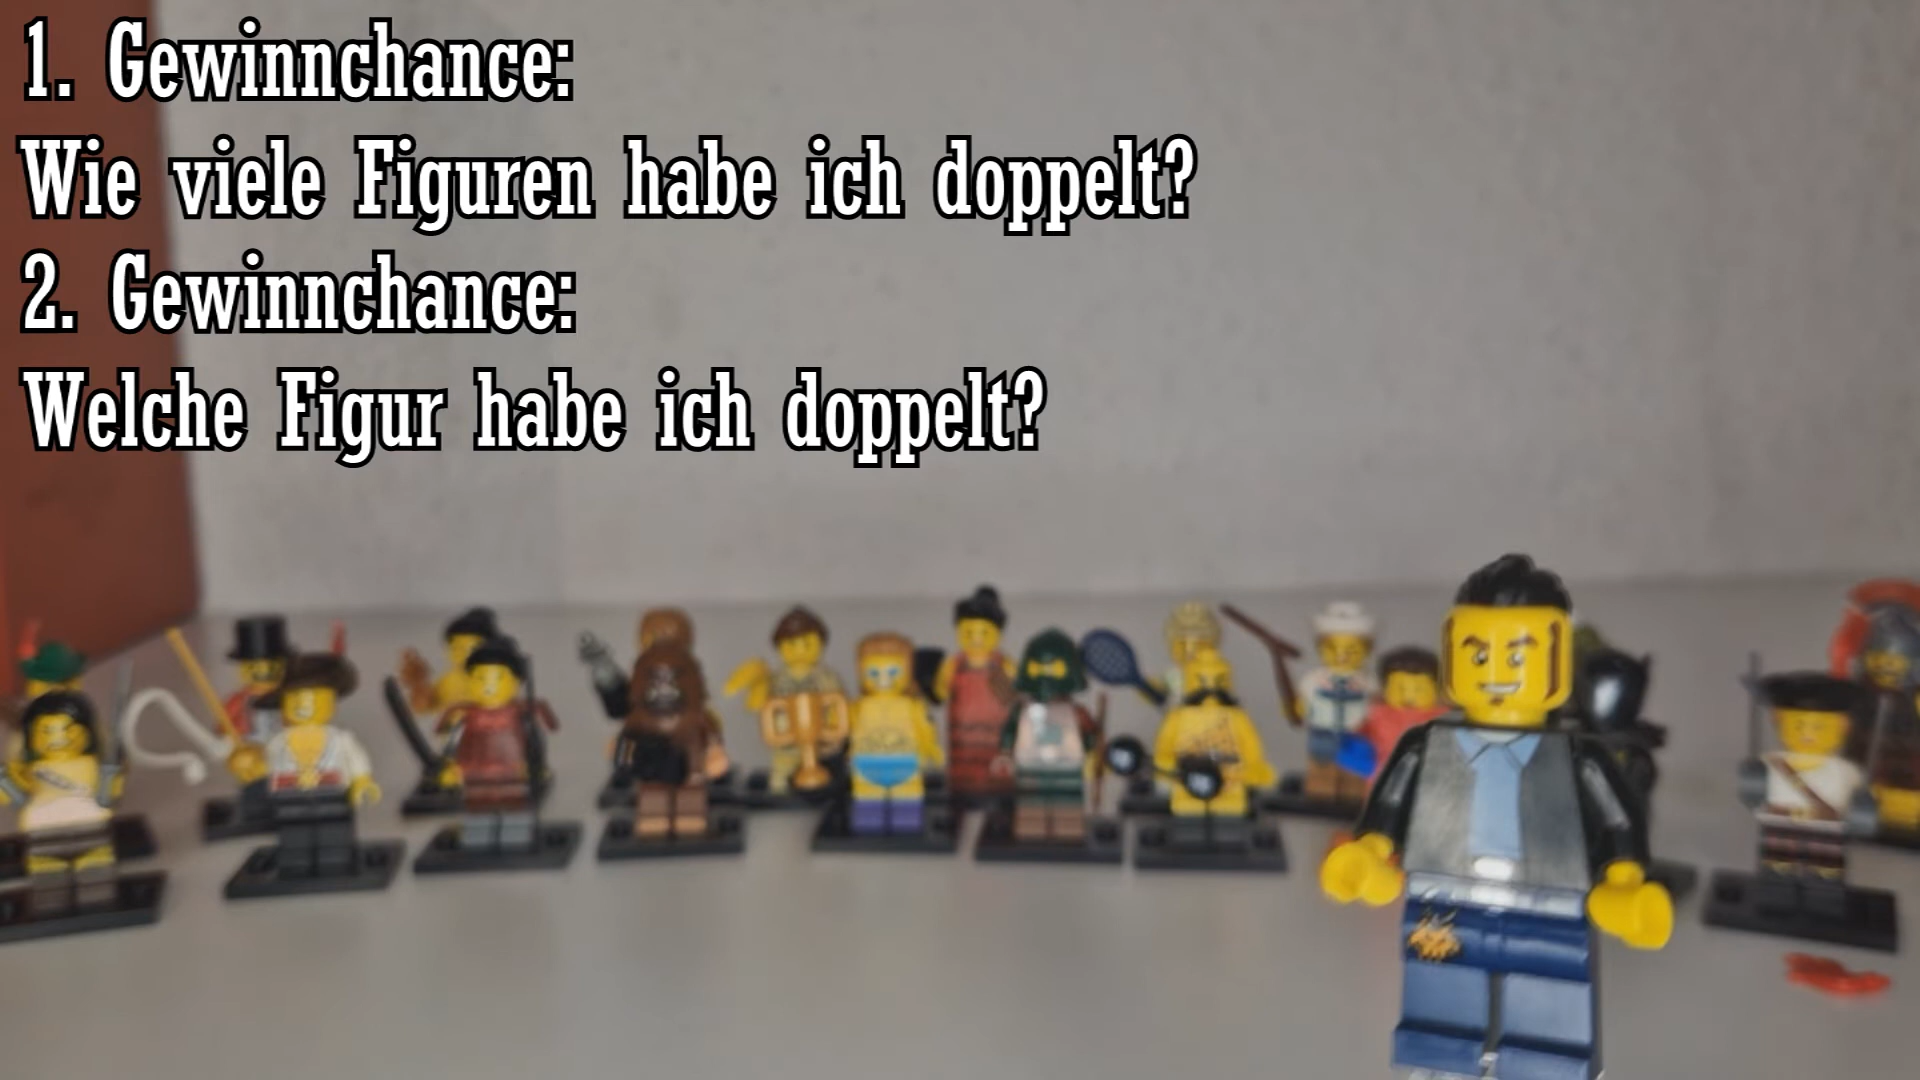 1. Gewinnchance:
Wie viele Figuren habe ich doppelt?
2. Gewinnchance:
Welche Figur habe ich doppelt?